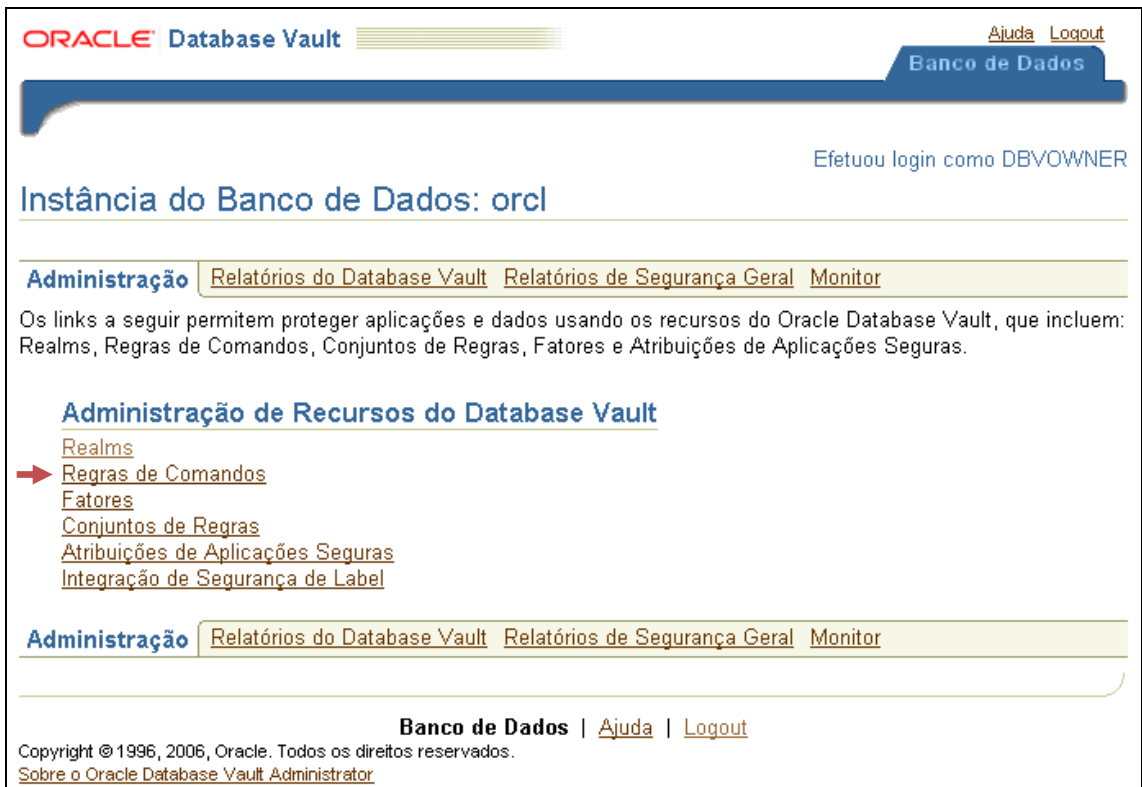 ORACLE Database Vault
Ajuda Logout
Banco de Dados
Efetuou login como DBVOWNER
Instância do Banco de Dados: orcl
Administração Relatórios do Database Vault Relatórios de Segurança Geral Monitor
Os links a seguir permitem proteger aplicações e dados usando os recursos do Oracle Database Vault, que incluem:
Realms, Regras de Comandos, Conjuntos de Regras, Fatores e Atribuições de Aplicações Seguras.
Administração de Recursos do Database Vault
Realms
Regras de Comandos
Fatores
Conjuntos de Regras
Atribuições de Aplicações Seguras
Integração de Segurança de Label
Administração Relatórios do Database Vault Relatórios de Segurança Geral Monitor
Banco de Dados | Ajuda | Logout
Copyright © 1996, 2006, Oracle. Todos os direitos reservados.
Sobre o Oracle Database Vault Administrator